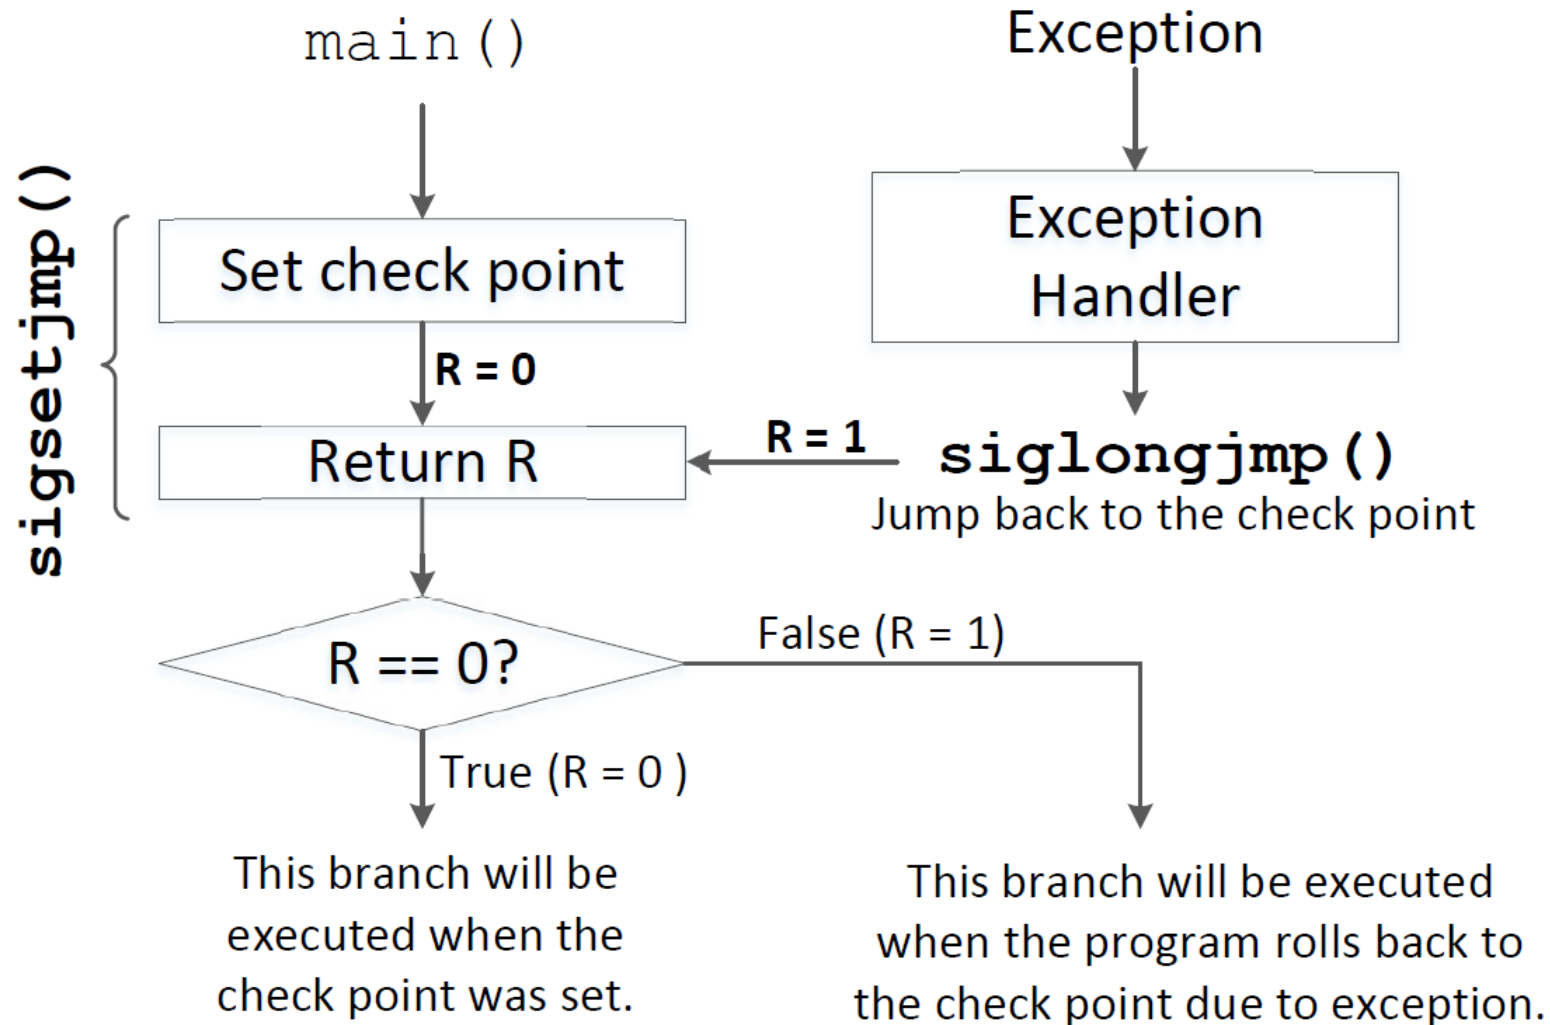 main()
sigsetjmp()
Set check point
R = 0
Return R
R == 0?
True (R = 0 )
This branch will be
executed when the
check point was set.
Exception
Exception
Handler
R = 1
siglongjmp()
Jump back to the check point
False (R = 1)
This branch will be executed
when the program rolls back to
the check point due to exception.